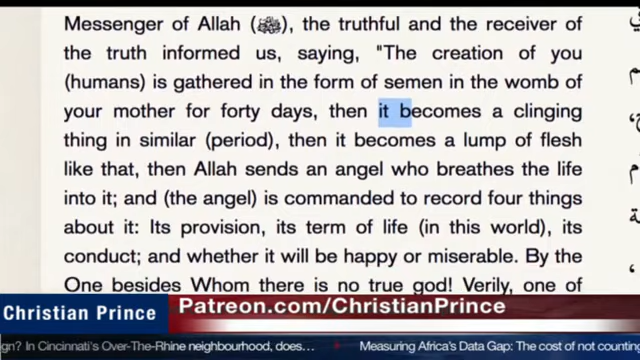 Messenger of Allah (ﷺ), the truthful and the receiver of
the truth informed us, saying, "The creation of you
(humans) is gathered in the form of semen in the womb of
your mother for forty days, then it becomes a clinging
thing in similar (period), then it becomes a lump of flesh
like that, then Allah sends an angel who breathes the life
into it; and (the angel) is commanded to record four things
about it: Its provision, its term of life (in this world), its
conduct; and whether it will be happy or miserable. By the
One besides Whom there is no true god! Verily, one of
Christian Prince
Patreon.com/ChristianPrince
ign? In Cincinnati's Over-The-Rhine neighbourhood, does...
Measuring Africa's Data Gap: The cost of not counting